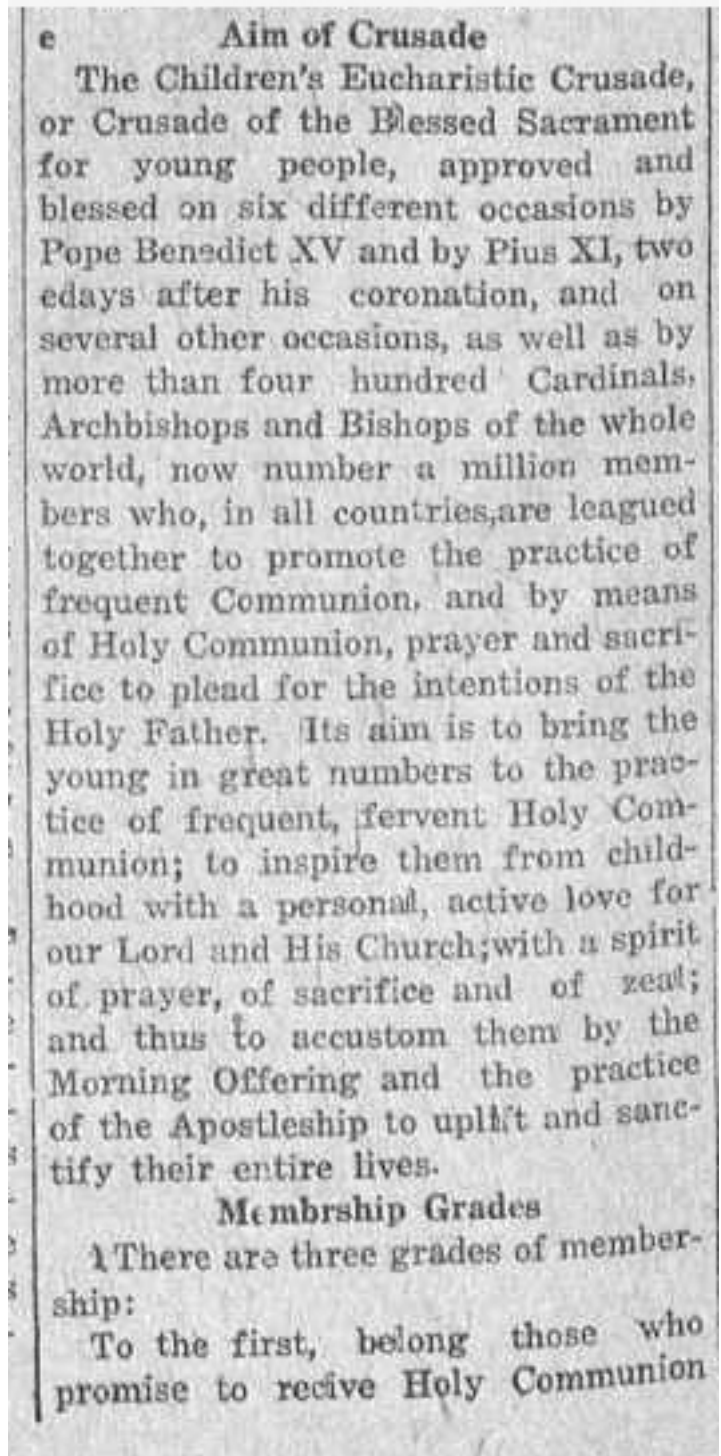 e Aim of Crusade
The Children's Eucharistic Crusade,
or Crusade of the Blessed Sacrament
for young people, approved and
blessed on six different occasions by
Pope Benedict XV and by Pius XI, two
edays after his coronation, and on
several other occasions, as well as by
more than four hundred Cardinals,
Archbishops and Bishops of the whole
world, now number a million mem-
bers who, in all countries,are leagued
together to promote the practice of
frequent Communion, and by means
of Holy Communion, prayer and sacri-
fice to plead for the intentions of the
Holy Father. Its aim is to bring the
young in great numbers to the prac-
tice of frequent, fervent Holy Com-
munion; to inspire them from child-
hood with a personal, active love for
our Lord and His Church;with a spirit
of prayer, of sacrifice and of zeal;
and thus to accustom them by the
Morning Offering and the practice
of the Apostleship to uplift and sanc-
tify their entire lives.
Membrship Grades
There are three grades of member-
ship:
To the first, belong those who
promise to recive Holy Communion